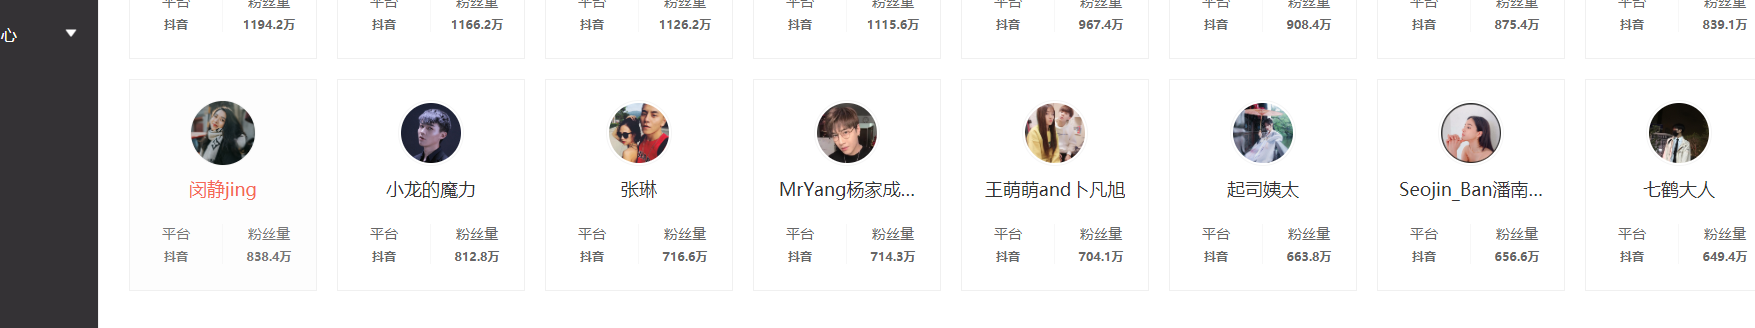 平台 粉丝量 平台 粉丝量 平台 粉丝量 平台 粉丝量 平台 粉丝量 平台 粉丝量 平台 粉丝量 平台 粉丝量
抖音 1194.2万 抖音 1166.2万 抖音 1126.2万 抖音 1115.6万 抖音 967.4万 抖音 908.4万 抖音 875.4万 抖音 839.1万
心
闵静jing 小龙的魔力 张琳 MrYang杨家成... 王萌萌and卜凡旭 起司姨太 Seojin_Ban潘南... 七鹤大人
平台 粉丝量 平台 粉丝量 平台 粉丝量 平台 粉丝量 平台 粉丝量 平台 粉丝量 平台 粉丝量 平台 粉丝量
抖音 838.4万 抖音 812.8万 抖音 716.6万 抖音 714.3万 抖音 704.1万 抖音 663.8万 抖音 656.6万 抖音 649.4万